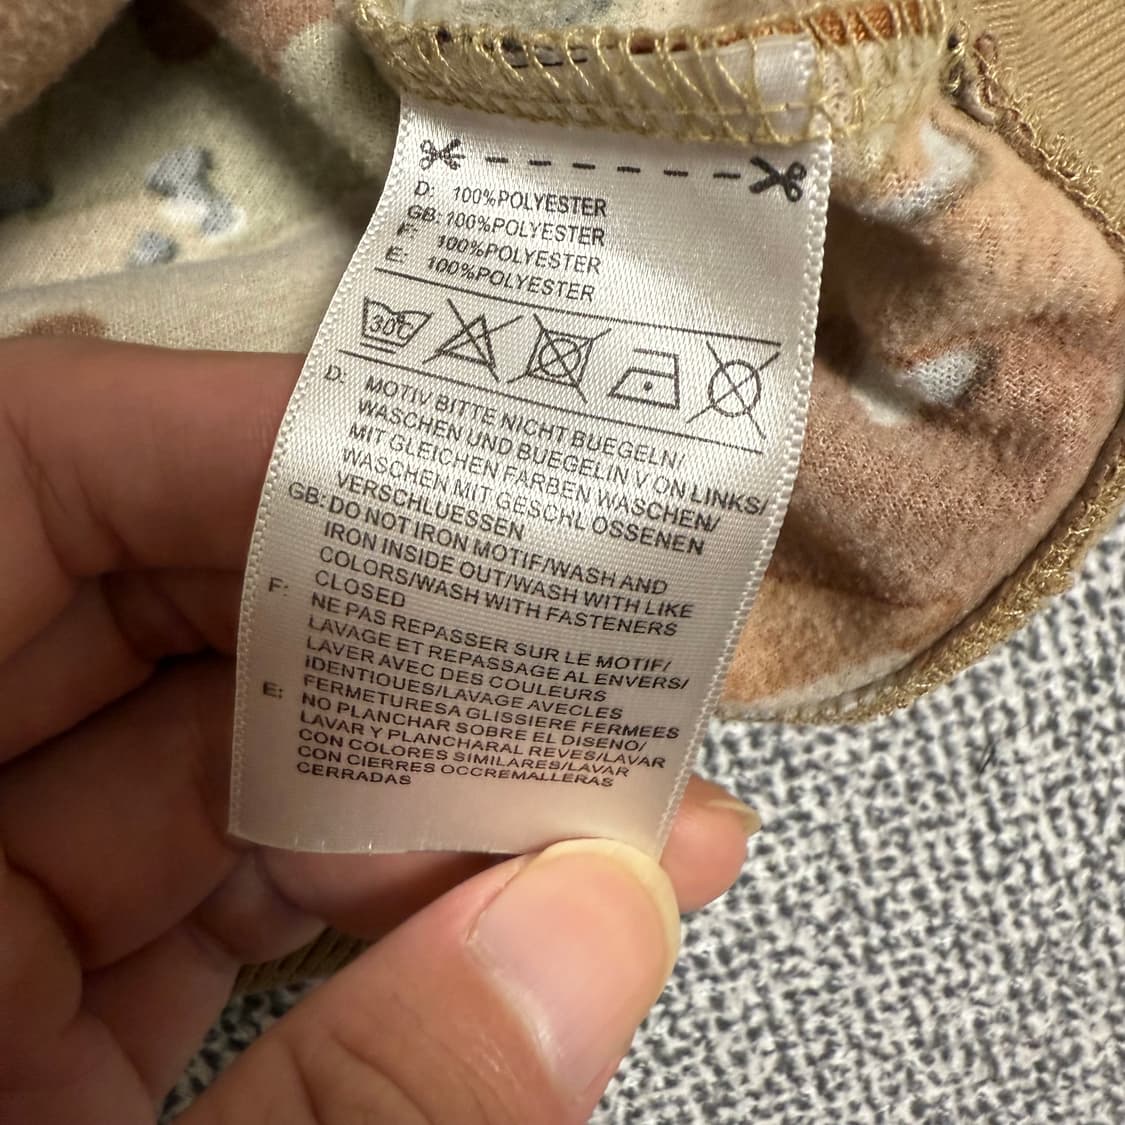 D: 100%POLYESTER
GB: 100%POLYESTER
F: 100%POLYESTER
E: 100%POLYESTER
30C
D: MOTIV BITTE NICHT BUEGELN/
WASCHEN UND BUEGELIN V ON LINKS/
MIT GLEICHEN FARBEN WASCHEN/
WASCHEN MIT GESCHL OSSENEN
VERSCHLUESSEN
GB: DO NOT IRON MOTIF/WASH AND
IRON INSIDE OUT/WASH WITH LIKE
COLORS/WASH WITH FASTENERS
CLOSED
F: NE PAS REPASSER SUR LE MOTIF/
LAVAGE ET REPASSAGE AL ENVERS/
LAVER AVEC DES COULEURS
IDENTIQUES/LAVAGE AVECLES
FERMETURESA GLISSIERE FERMEES
E: NO PLANCHAR SOBRE EL DISENO/
LAVAR Y PLANCHARAL REVES/LAVAR
CON COLORES SIMILARES/LAVAR
CON CIERRES OCCREMALLERAS
CERRADAS